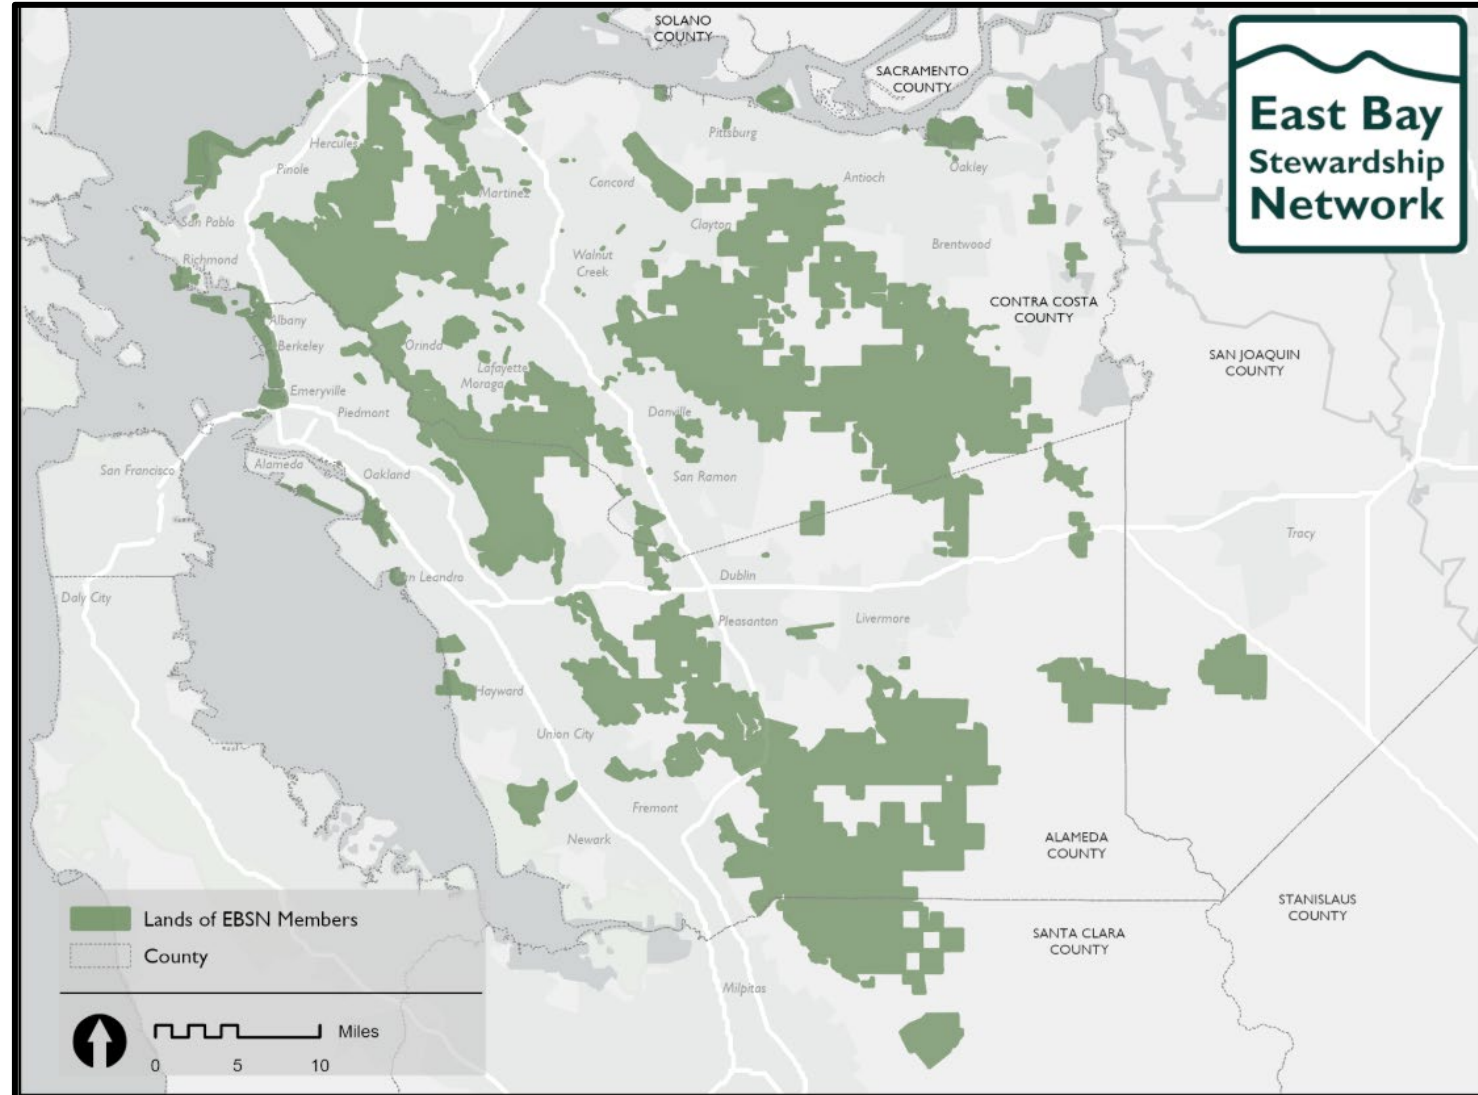 SOLANO
COUNTY
SACRAMENTO
COUNTY
East Bay
Stewardship
Network
Hercules
Pinole
Pittsburg
Oakley
Antioch
Concord
Martinez
San Pablo
Clayton
Brentwood
Richmond
Walnut
Creek
CONTRA COSTA
COUNTY
Albany
Berkeley
Orinda
SAN JOAQUIN
COUNTY
Lafayette
Moraga
Emeryville
Piedmont
Danville
San Francisco
Alameda
Oakland
San Ramon
Tracy
San Leandro
Dublin
Daly City
Pleasanton
Livermore
Hayward
Union City
Fremont
Newark
ALAMEDA
COUNTY
STANISLAUS
COUNTY
SANTA CLARA
COUNTY
Milpitas
Lands of EBSN Members
County
Miles
0 5 10